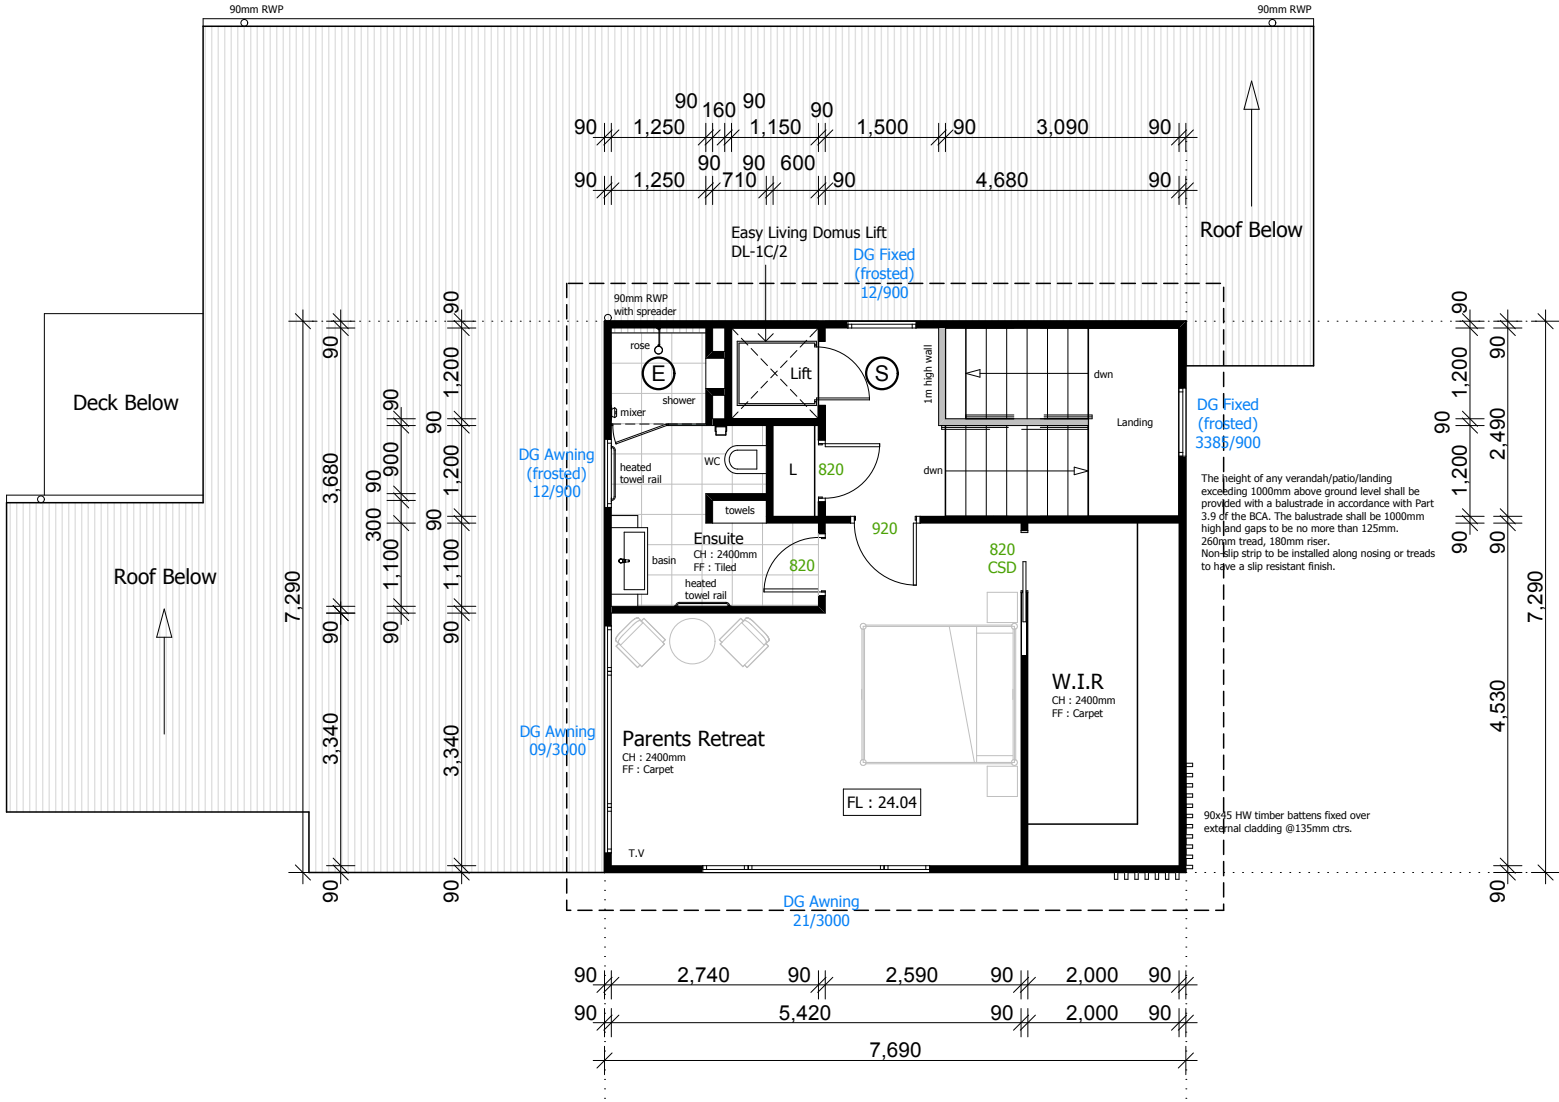 90mm RWP
90mm RWP
90 160 90 90
90 1,250 1,150 1,500 90 3,090 90
90 90 600
90 1,250 710 90 4,680 90
Easy Living Domus Lift
DL-1C/2
Roof Below
DG Fixed
(frosted)
12/900
90mm RWP
with spreader
rose
E
shower
mixer
Lift
S
1m high wall
dwn
dwn
Landing
DG Fixed
(frosted)
3385/900
Deck Below
Roof Below
DG Awning
(frosted)
12/900
heated
towel rail
WC
L
820
towels
Ensuite
CH : 2400mm
FF : Tiled
basin
heated
towel rail
820
920
820
CSD
The height of any verandah/patio/landing
exceeding 1000mm above ground level shall be
provided with a balustrade in accordance with Part
3.9 of the BCA. The balustrade shall be 1000mm
high and gaps to be no more than 125mm.
260mm tread, 180mm riser.
Non-slip strip to be installed along nosing or treads
to have a slip resistant finish.
7,290
90
3,680
90
3,340
90
90
900
90
300
1,100
90
90
1,200
90
1,200
90
1,100
90
3,340
90
90
1,200
90
1,200
90
90
2,490
90
4,530
90
7,290
W.I.R
CH : 2400mm
FF : Carpet
DG Awning
09/3000
Parents Retreat
CH : 2400mm
FF : Carpet
FL : 24.04
T.V
90x45 HW timber battens fixed over
external cladding @135mm ctrs.
DG Awning
21/3000
90 2,740 90 2,590 90 2,000 90
90 5,420 90 2,000 90
7,690